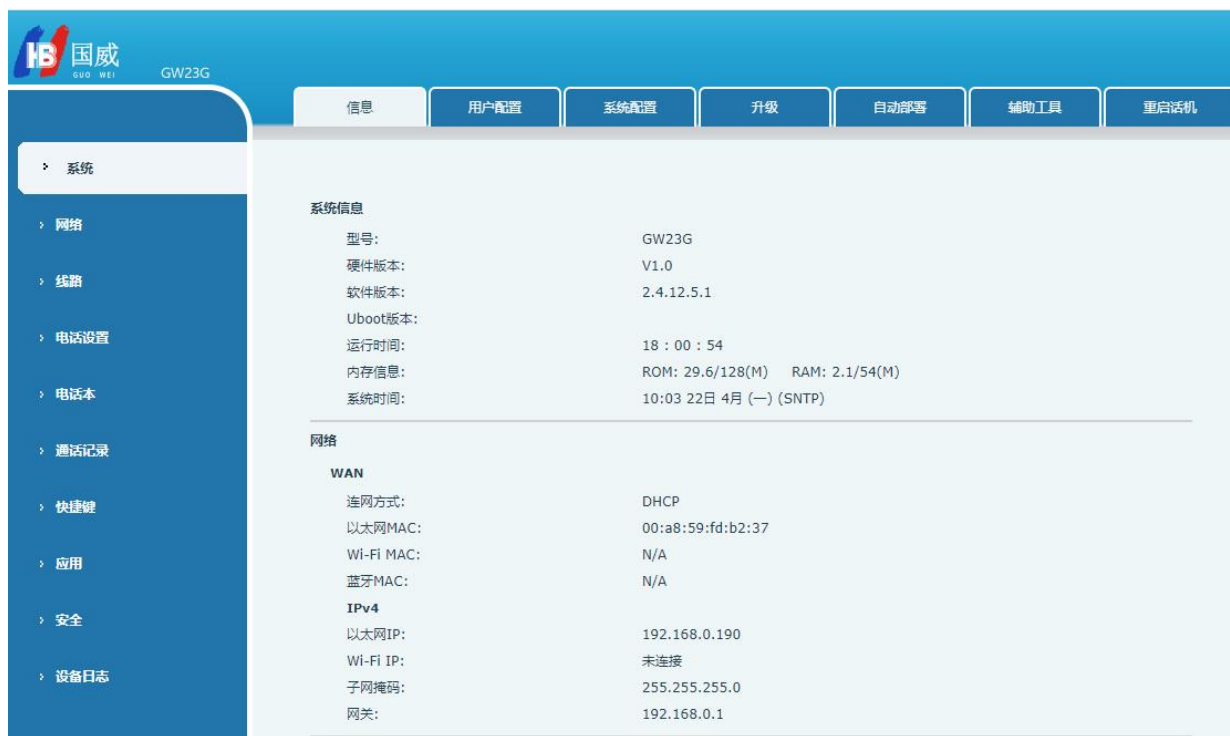 HB 国威
GUO WEI
GW23G
信息 用户配置 系统配置 升级 自动部署 辅助工具 重启话机
系统
网络
线路
电话设置
电话本
通话记录
快捷键
应用
安全
设备日志
系统信息
型号: GW23G
硬件版本: V1.0
软件版本: 2.4.12.5.1
Uboot版本:
运行时间: 18 : 00 : 54
内存信息: ROM: 29.6/128(M) RAM: 2.1/54(M)
系统时间: 10:03 22日 4月 (一) (SNTP)
网络
WAN
连网方式: DHCP
以太网MAC: 00:a8:59:fd:b2:37
Wi-Fi MAC: N/A
蓝牙MAC: N/A
IPv4
以太网IP: 192.168.0.190
Wi-Fi IP: 未连接
子网掩码: 255.255.255.0
网关: 192.168.0.1